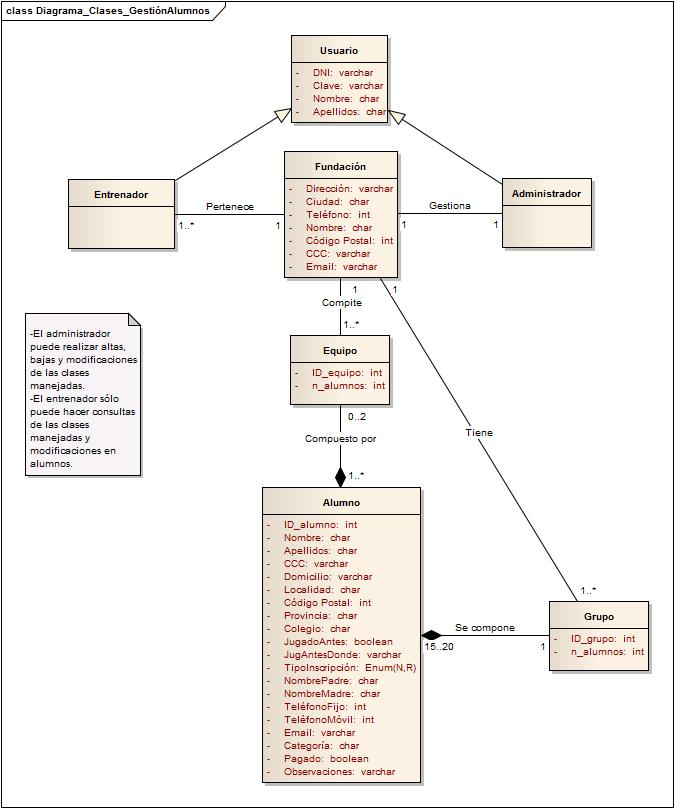 class Diagrama_Clases_GestiónAlumnos
Usuario
- DNI: varchar
- Clave: varchar
- Nombre: char
- Apellidos: char
Entrenador
Pertenece
1..*
1
Fundación
- Dirección: varchar
- Ciudad: char
- Teléfono: int
- Nombre: char
- Código Postal: int
- CCC: varchar
- Email: varchar
Gestiona
1
1
Administrador
1
1
Compite
1..*
-El administrador
puede realizar altas,
bajas y modificaciones
de las clases
manejadas.
-El entrenador sólo
puede hacer consultas
de las clases
manejadas y
modificaciones en
alumnos.
Equipo
- ID_equipo: int
- n_alumnos: int
0..2
Compuesto por
1..*
Tiene
1..*
Alumno
- ID_alumno: int
- Nombre: char
- Apellidos: char
- CCC: varchar
- Domicilio: varchar
- Localidad: char
- Código Postal: int
- Provincia: char
- Colegio: char
- JugadoAntes: boolean
- JugAntesDonde: varchar
- TipoInscripción: Enum(N,R)
- NombrePadre: char
- NombreMadre: char
- TeléfonoFijo: int
- TeléfonoMóvil: int
- Email: varchar
- Categoría: char
- Pagado: boolean
- Observaciones: varchar
Se compone
15..20
1
Grupo
- ID_grupo: int
- n_alumnos: int